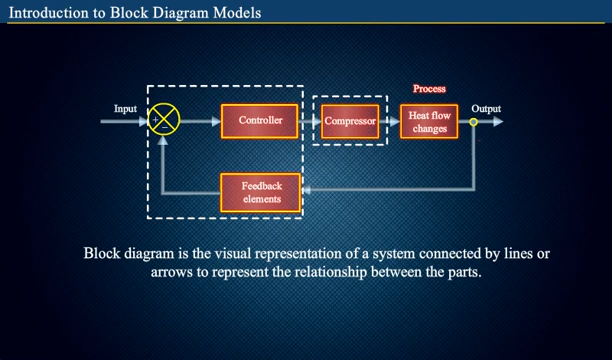 Introduction to Block Diagram Models
Process
Input
Controller
Compressor
Heat flow
changes
Output
Feedback
elements
Block diagram is the visual representation of a system connected by lines or
arrows to represent the relationship between the parts.